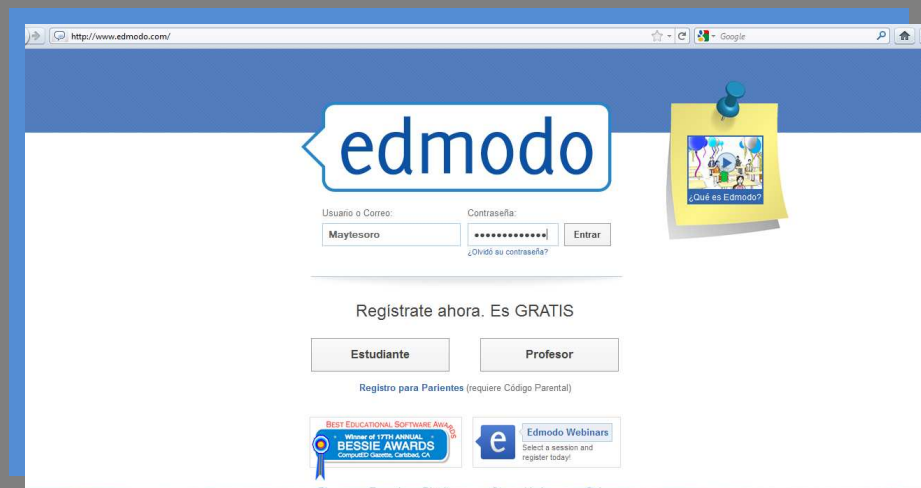 http://www.edmodo.com/
Google
edmodo
¿Qué es Edmodo?
Usuario o Correo:
Contraseña:
Maytesoro
Entrar
¿Olvidó su contraseña?
Regístrate ahora. Es GRATIS
Estudiante
Profesor
Registro para Parientes (requiere Código Parental)
BEST EDUCATIONAL SOFTWARE AWARDS
Winner of 17TH ANNUAL
BESSIE AWARDS
ComputED Gazette, Carlsbad, CA
e
Edmodo Webinars
Select a session and
register today!